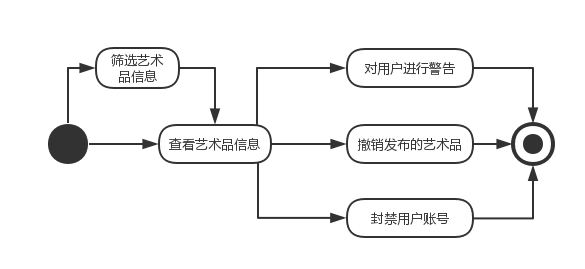 筛选艺术
品信息
对用户进行警告
查看艺术品信息
撤销发布的艺术品
封禁用户账号